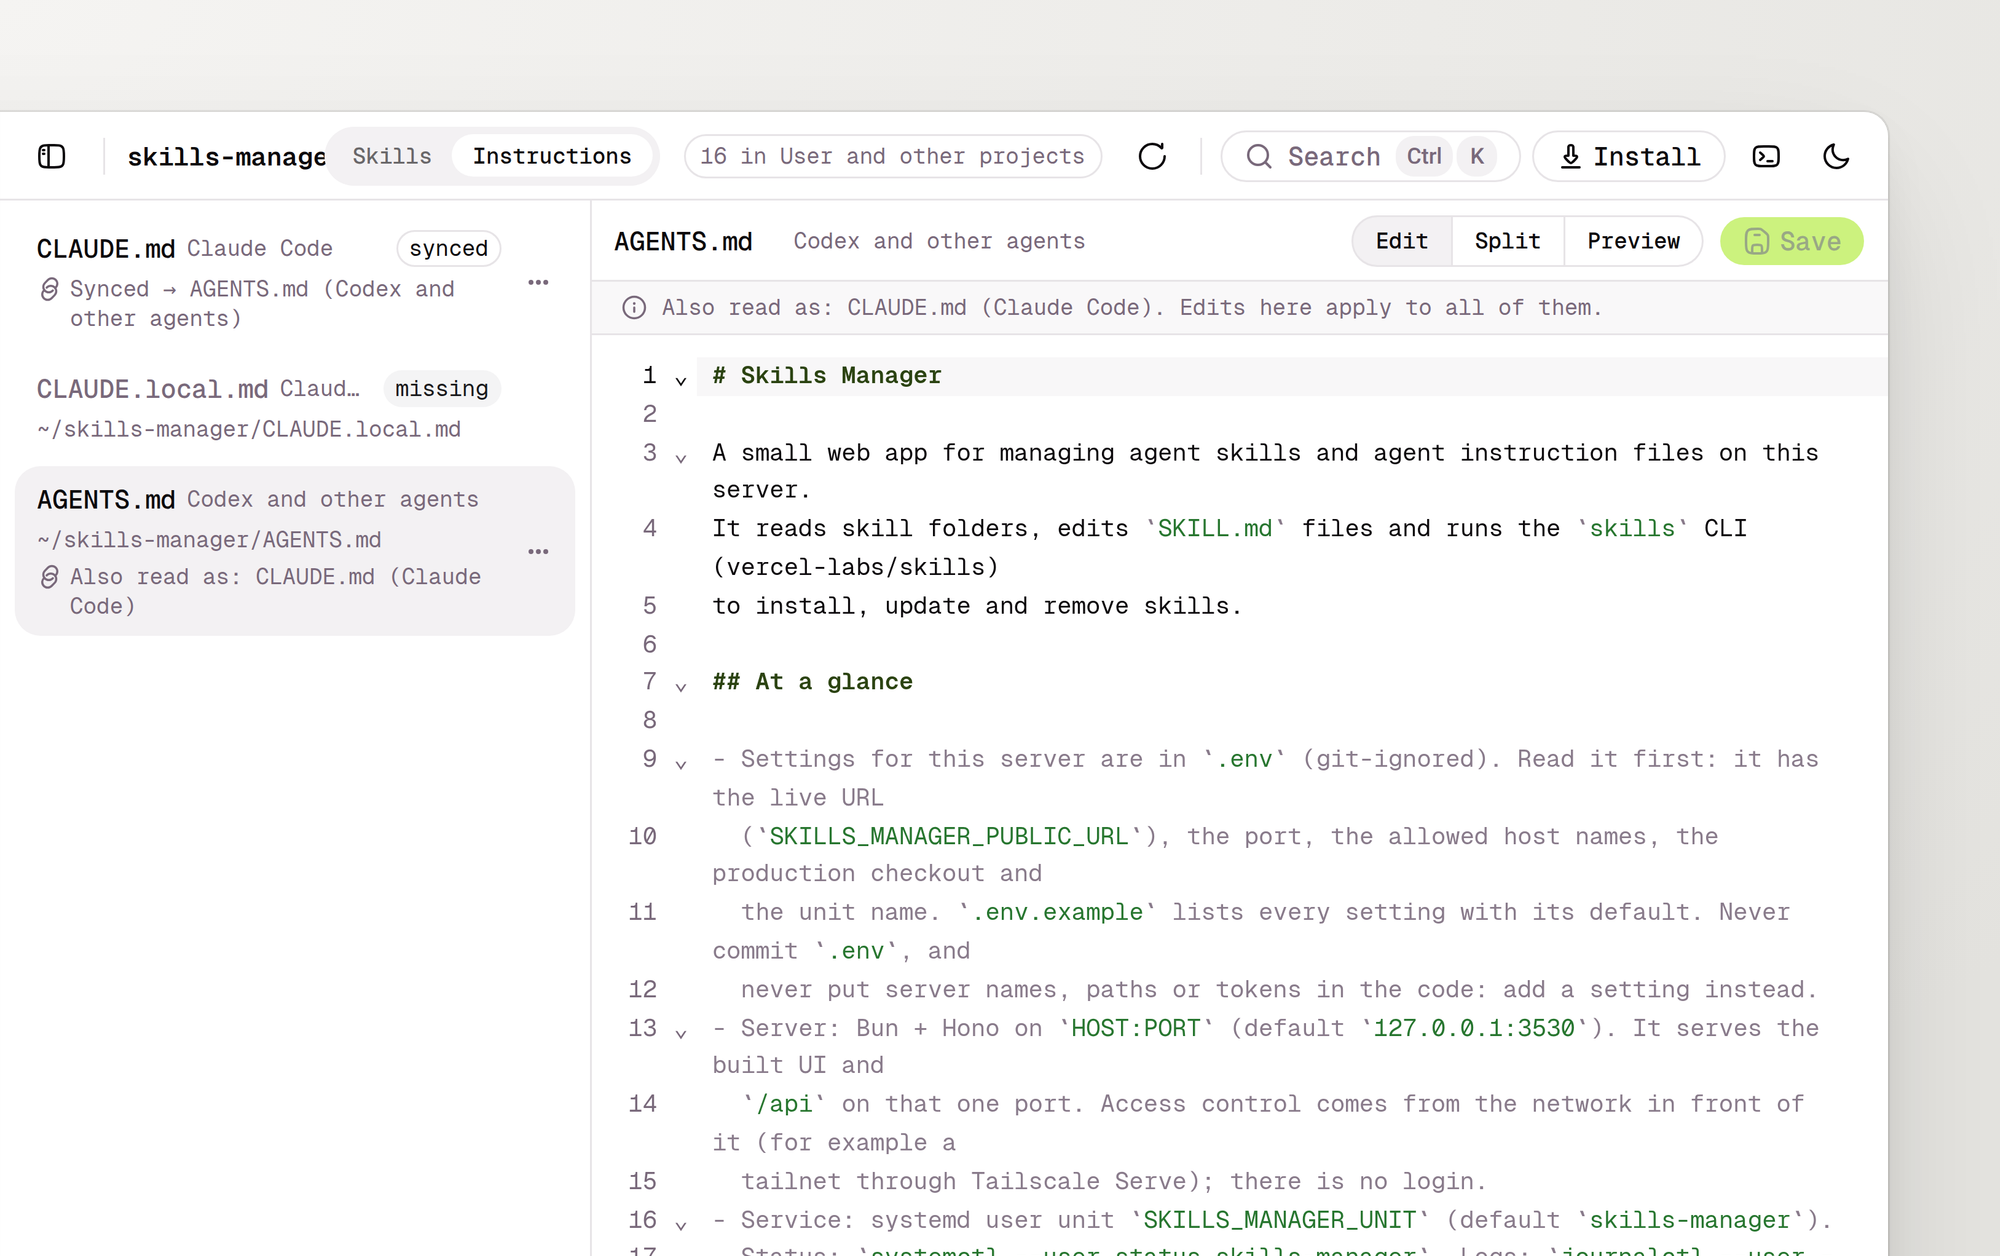 skills-manage
Skills
Instructions
16 in User and other projects
Search Ctrl K
Install
CLAUDE.md Claude Code synced
Synced → AGENTS.md (Codex and
other agents)
CLAUDE.local.md Claud… missing
~/skills-manager/CLAUDE.local.md
AGENTS.md Codex and other agents
~/skills-manager/AGENTS.md
Also read as: CLAUDE.md (Claude
Code)
AGENTS.md Codex and other agents
Edit Split Preview Save
Also read as: CLAUDE.md (Claude Code). Edits here apply to all of them.
1 # Skills Manager
2
3 A small web app for managing agent skills and agent instruction files on this
server.
4 It reads skill folders, edits `SKILL.md` files and runs the `skills` CLI
(vercel-labs/skills)
5 to install, update and remove skills.
6
7 ## At a glance
8
9 - Settings for this server are in `.env` (git-ignored). Read it first: it has
the live URL
10 (`SKILLS_MANAGER_PUBLIC_URL`), the port, the allowed host names, the
production checkout and
11 the unit name. `.env.example` lists every setting with its default. Never
commit `.env`, and
12 never put server names, paths or tokens in the code: add a setting instead.
13 - Server: Bun + Hono on `HOST:PORT` (default `127.0.0.1:3530`). It serves the
built UI and
14 `/api` on that one port. Access control comes from the network in front of
it (for example a
15 tailnet through Tailscale Serve); there is no login.
16 - Service: systemd user unit `SKILLS_MANAGER_UNIT` (default `skills-manager`).
17 Status: `systemctl --user status skills-manager`. Logs: `journalctl --user